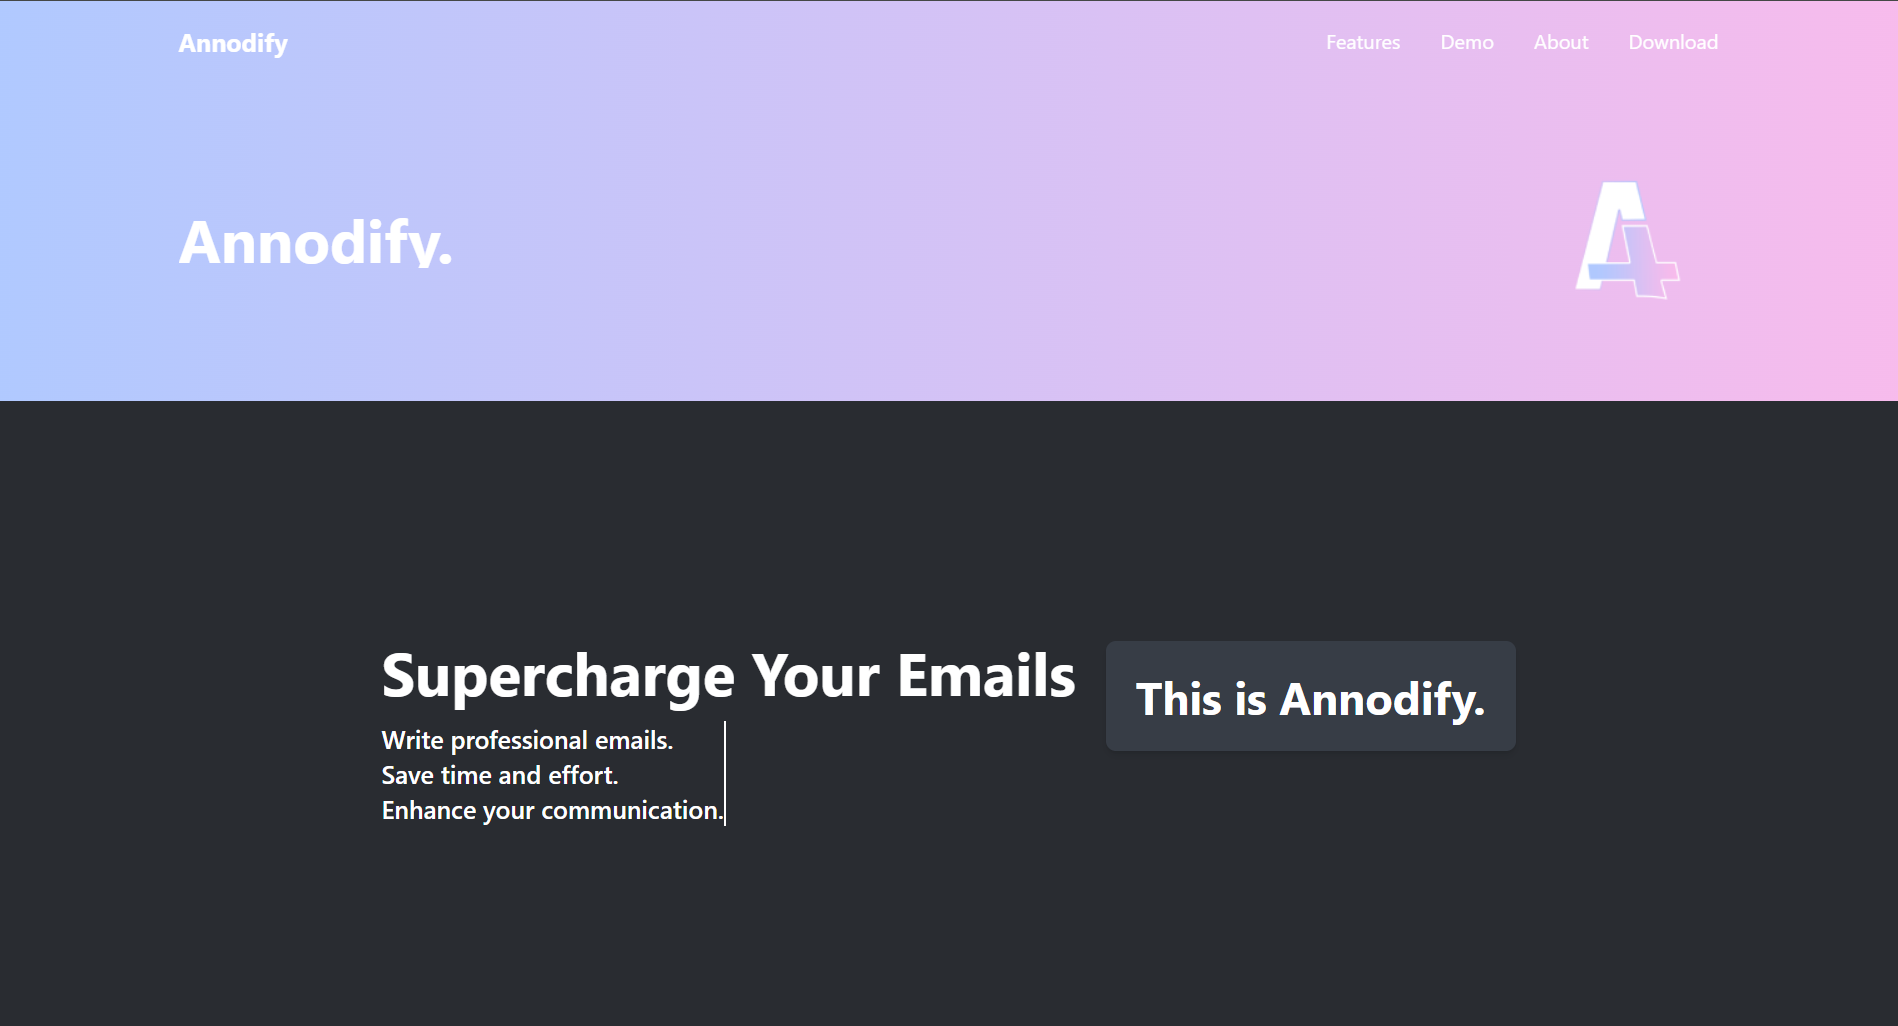 Annodify
Features Demo About Download
Annodify.
Supercharge Your Emails
Write professional emails.
Save time and effort.
Enhance your communication.
This is Annodify.